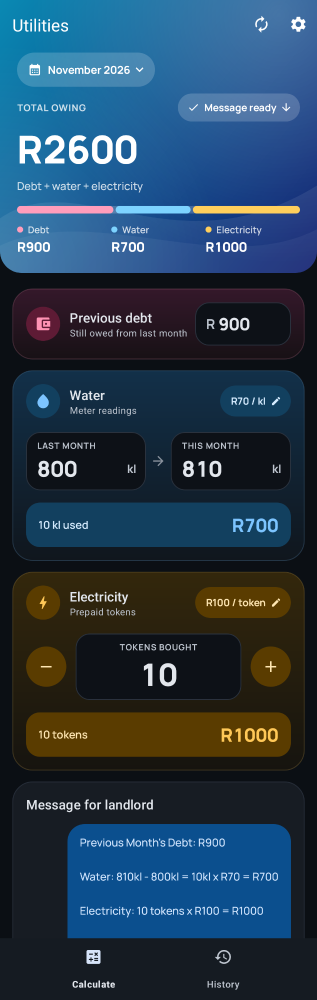 Utilities
November 2026
TOTAL OWING
Message ready
R2600
Debt + water + electricity
Debt
Water
Electricity
R900
R700
R1000
Previous debt
Still owed from last month
R 900
Water
Meter readings
R70 / kl
LAST MONTH
800 kl
THIS MONTH
810 kl
10 kl used
R700
Electricity
Prepaid tokens
R100 / token
−
TOKENS BOUGHT
10
+
10 tokens
R1000
Message for landlord
Previous Month's Debt: R900
Water: 810kl - 800kl = 10kl x R70 = R700
Electricity: 10 tokens x R100 = R1000
Calculate
History